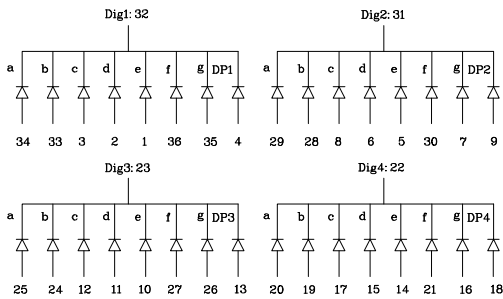 Dig1: 32
Dig2: 31
a b c d e f g DP1
a b c d e f g DP2
34 33 3 2 1 36 35 4
29 28 8 6 5 30 7 9
Dig3: 23
Dig4: 22
a b c d e f g DP3
a b c d e f g DP4
25 24 12 11 10 27 26 13
20 19 17 15 14 21 16 18